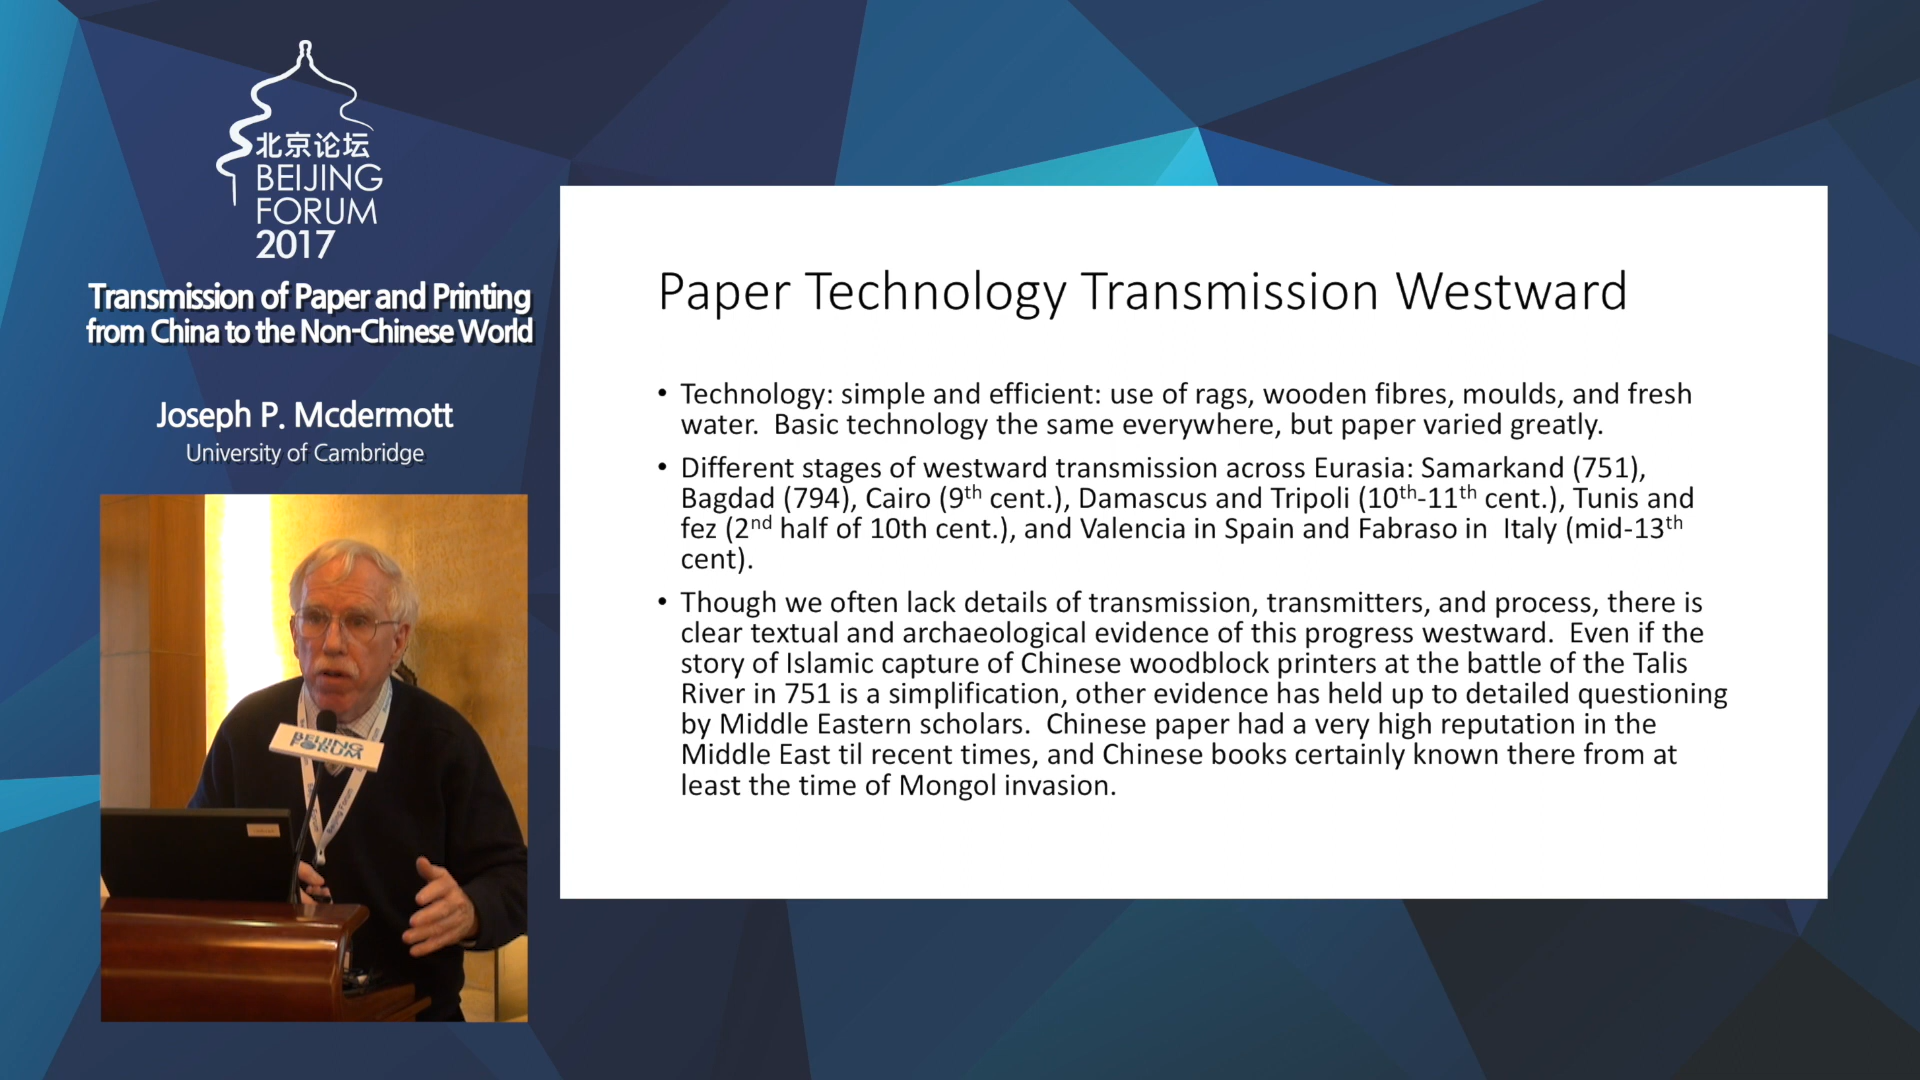 北京论坛
BEIJING
FORUM
2017
Transmission of Paper and Printing
from China to the Non-Chinese World
Joseph P. Mcdermott
University of Cambridge
BEIJING
FORUM
Beijing Forum
Paper Technology Transmission Westward
• Technology: simple and efficient: use of rags, wooden fibres, moulds, and fresh
water.  Basic technology the same everywhere, but paper varied greatly.
• Different stages of westward transmission across Eurasia: Samarkand (751),
Bagdad (794), Cairo (9th cent.), Damascus and Tripoli (10th-11th cent.), Tunis and
fez (2nd half of 10th cent.), and Valencia in Spain and Fabraso in  Italy (mid-13th
cent).
• Though we often lack details of transmission, transmitters, and process, there is
clear textual and archaeological evidence of this progress westward.  Even if the
story of Islamic capture of Chinese woodblock printers at the battle of the Talis
River in 751 is a simplification, other evidence has held up to detailed questioning
by Middle Eastern scholars.  Chinese paper had a very high reputation in the
Middle East til recent times, and Chinese books certainly known there from at
least the time of Mongol invasion.